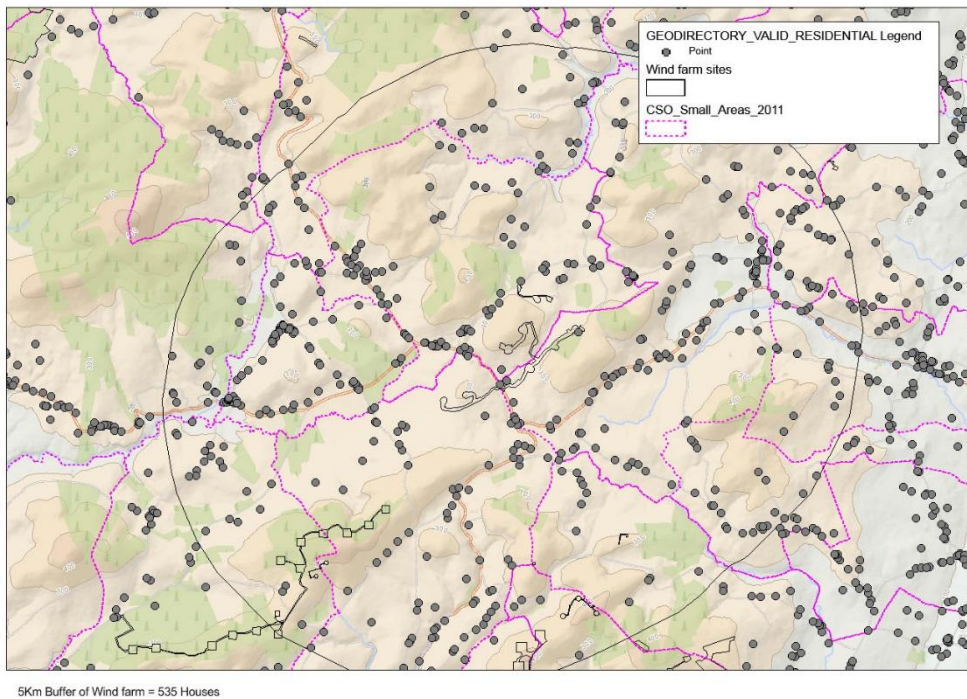 GEODIRECTORY_VALID_RESIDENTIAL Legend
Point
Wind farm sites
CSO_Small_Areas_2011
5Km Buffer of Wind farm = 535 Houses